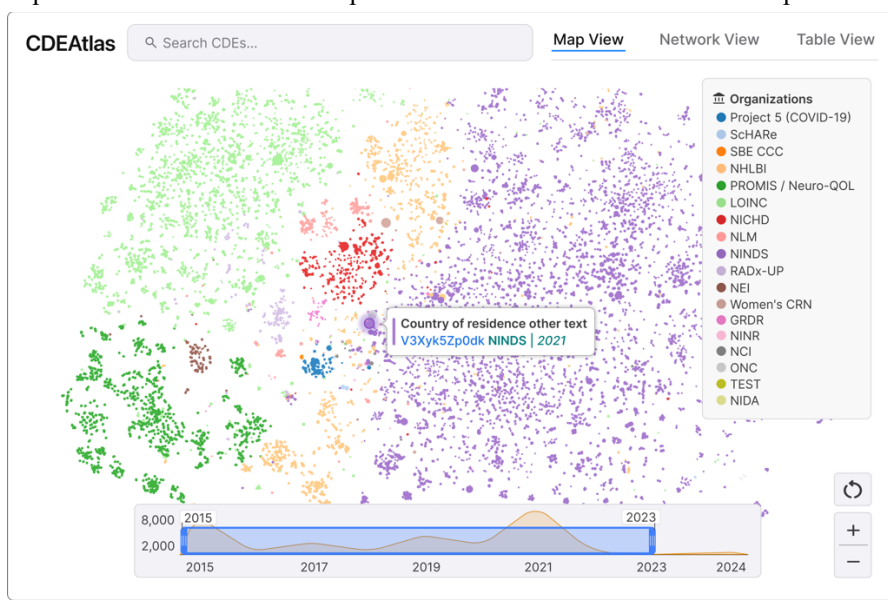 CDEAtlas
Search CDEs...
Map View
Network View
Table View
Organizations
Project 5 (COVID-19)
ScHARe
SBE CCC
NHLBI
PROMIS / Neuro-QOL
LOINC
NICHD
NLM
NINDS
RADx-UP
NEI
Women's CRN
GRDR
NINR
NCI
ONC
TEST
NIDA
Country of residence other text
V3Xyk5Zp0dk NINDS | 2021
8,000
2,000
2015
2023
2015
2017
2019
2021
2023
2024